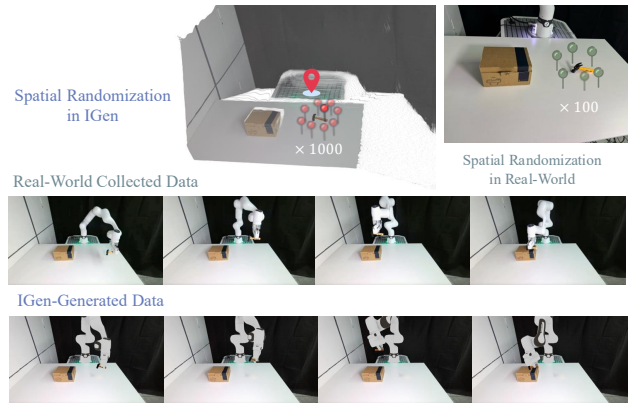 Spatial Randomization
in IGen
× 1000
× 100
Spatial Randomization
in Real-World
Real-World Collected Data
IGen-Generated Data